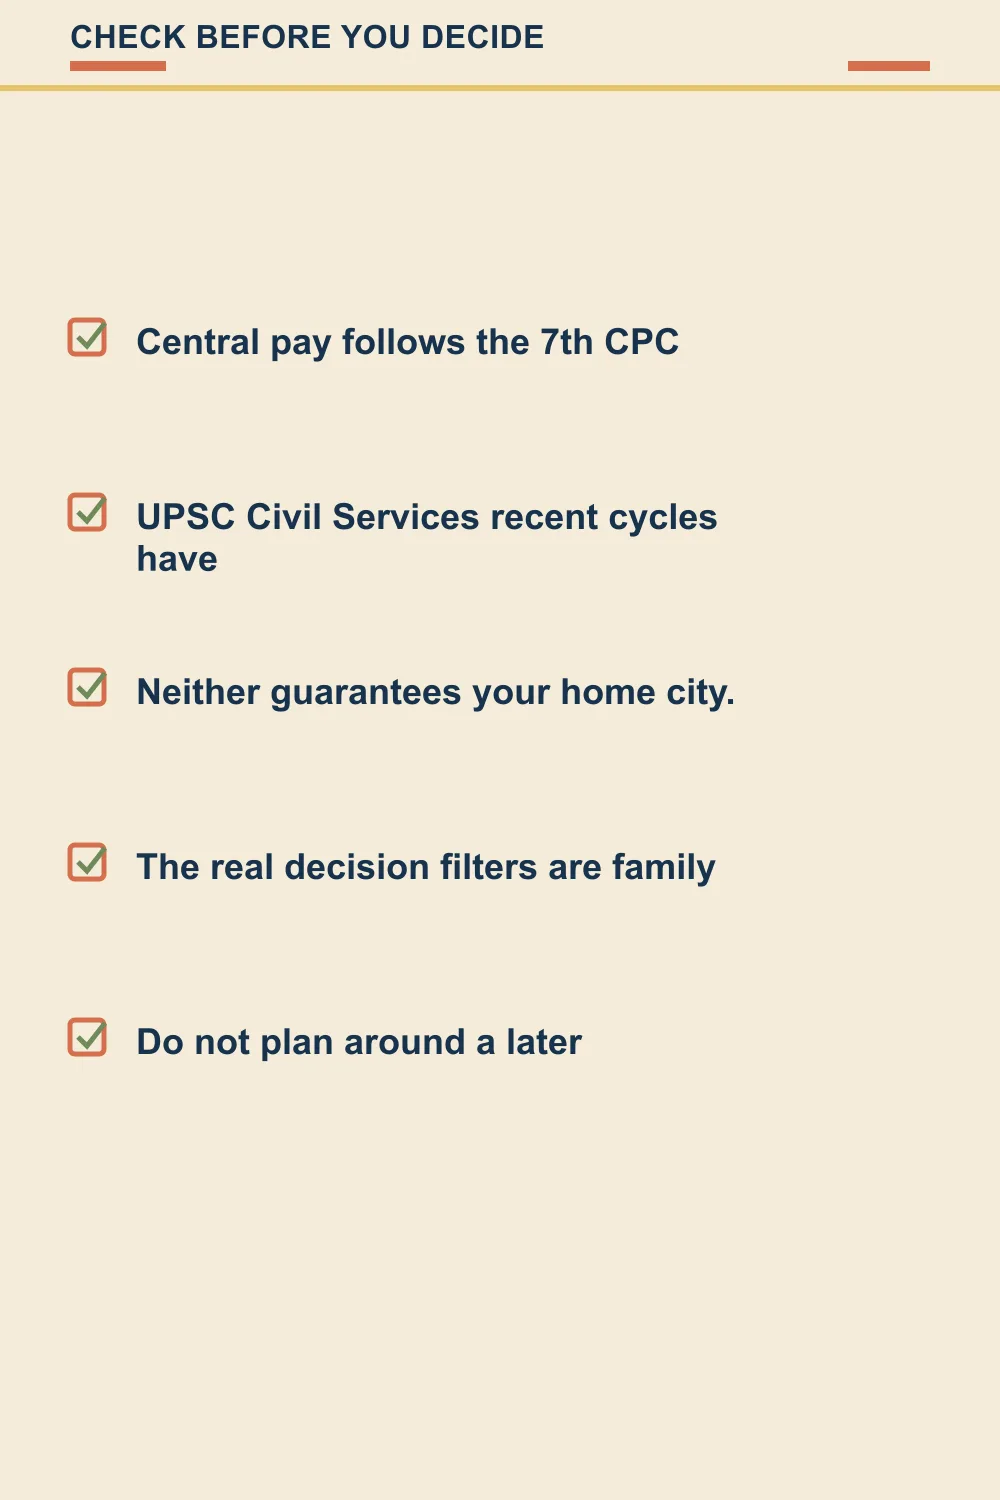 CHECK BEFORE YOU DECIDE
Central pay follows the 7th CPC
UPSC Civil Services recent cycles
have
Neither guarantees your home city.
The real decision filters are family
Do not plan around a later